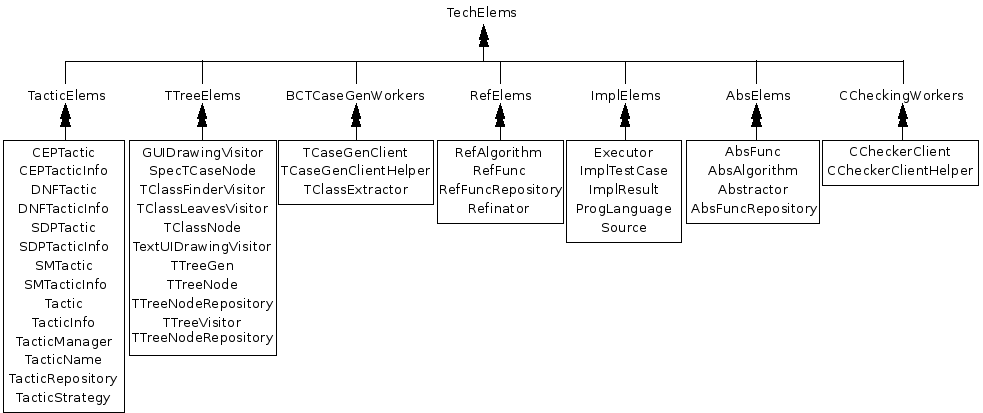 TechElems
TacticElems
TTreeElems
BCTCaseGenWorkers
RefElems
ImplElems
AbsElems
CCheckingWorkers
CEPTactic
CEPTacticInfo
DNFTactic
DNFTacticInfo
SDPTactic
SDPTacticInfo
SMTactic
SMTacticInfo
Tactic
TacticInfo
TacticManager
TacticName
TacticRepository
TacticStrategy
GUIDrawingVisitor
SpecTCaseNode
TClassFinderVisitor
TClassLeavesVisitor
TClassNode
TextUIDrawingVisitor
TTreeGen
TTreeNode
TTreeNodeRepository
TTreeVisitor
TTreeNodeRepository
TCaseGenClient
TCaseGenClientHelper
TClassExtractor
RefAlgorithm
RefFunc
RefFuncRepository
Refinator
Executor
ImplTestCase
ImplResult
ProgLanguage
Source
AbsFunc
AbsAlgorithm
Abstractor
AbsFuncRepository
CCheckerClient
CCheckerClientHelper